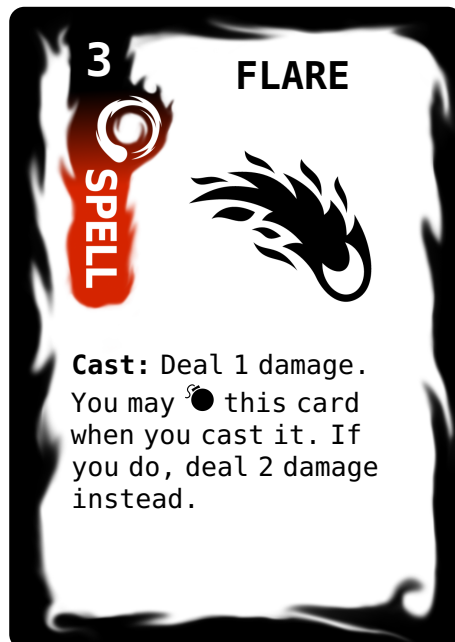 3
FLARE
SPELL
Cast: Deal 1 damage.
You may 💣 this card
when you cast it. If
you do, deal 2 damage
instead.